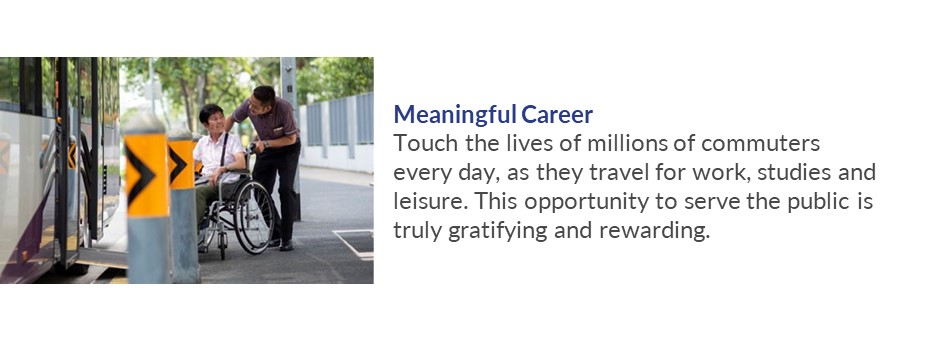 Meaningful Career
Touch the lives of millions of commuters
every day, as they travel for work, studies and
leisure. This opportunity to serve the public is
truly gratifying and rewarding.